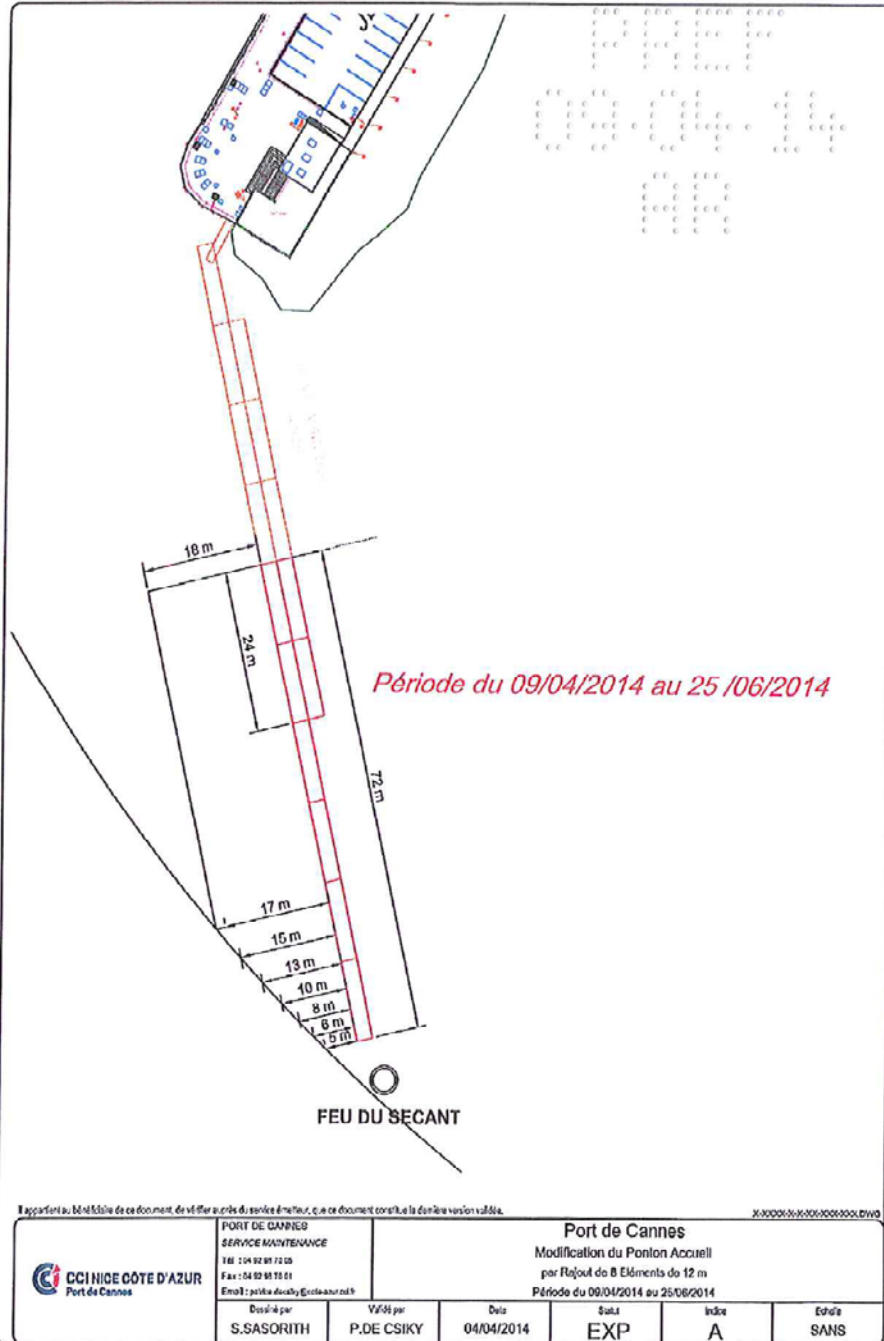 PREF
09.04.14
18 m
24 m
Période du 09/04/2014 au 25 /06/2014
72 m
17 m
15 m
13 m
10 m
8 m
6 m
5 m
FEU DU SECANT
Il appartient au bénéficiaire de ce document, de vérifier auprès du service émetteur, que ce document constitue la dernière version validée.
CCI NICE CÔTE D'AZUR
Port de Cannes
PORT DE CANNES
SERVICE MAINTENANCE
Port de Cannes
Modification du Ponton Accueil
par Rajout de 8 Eléments de 12 m
Période du 09/04/2014 au 25/06/2014
Dessiné par
S.SASORITH
Validé par
P.DE CSIKY
Date
04/04/2014
Statut
EXP
Indice
A
Echelle
SANS